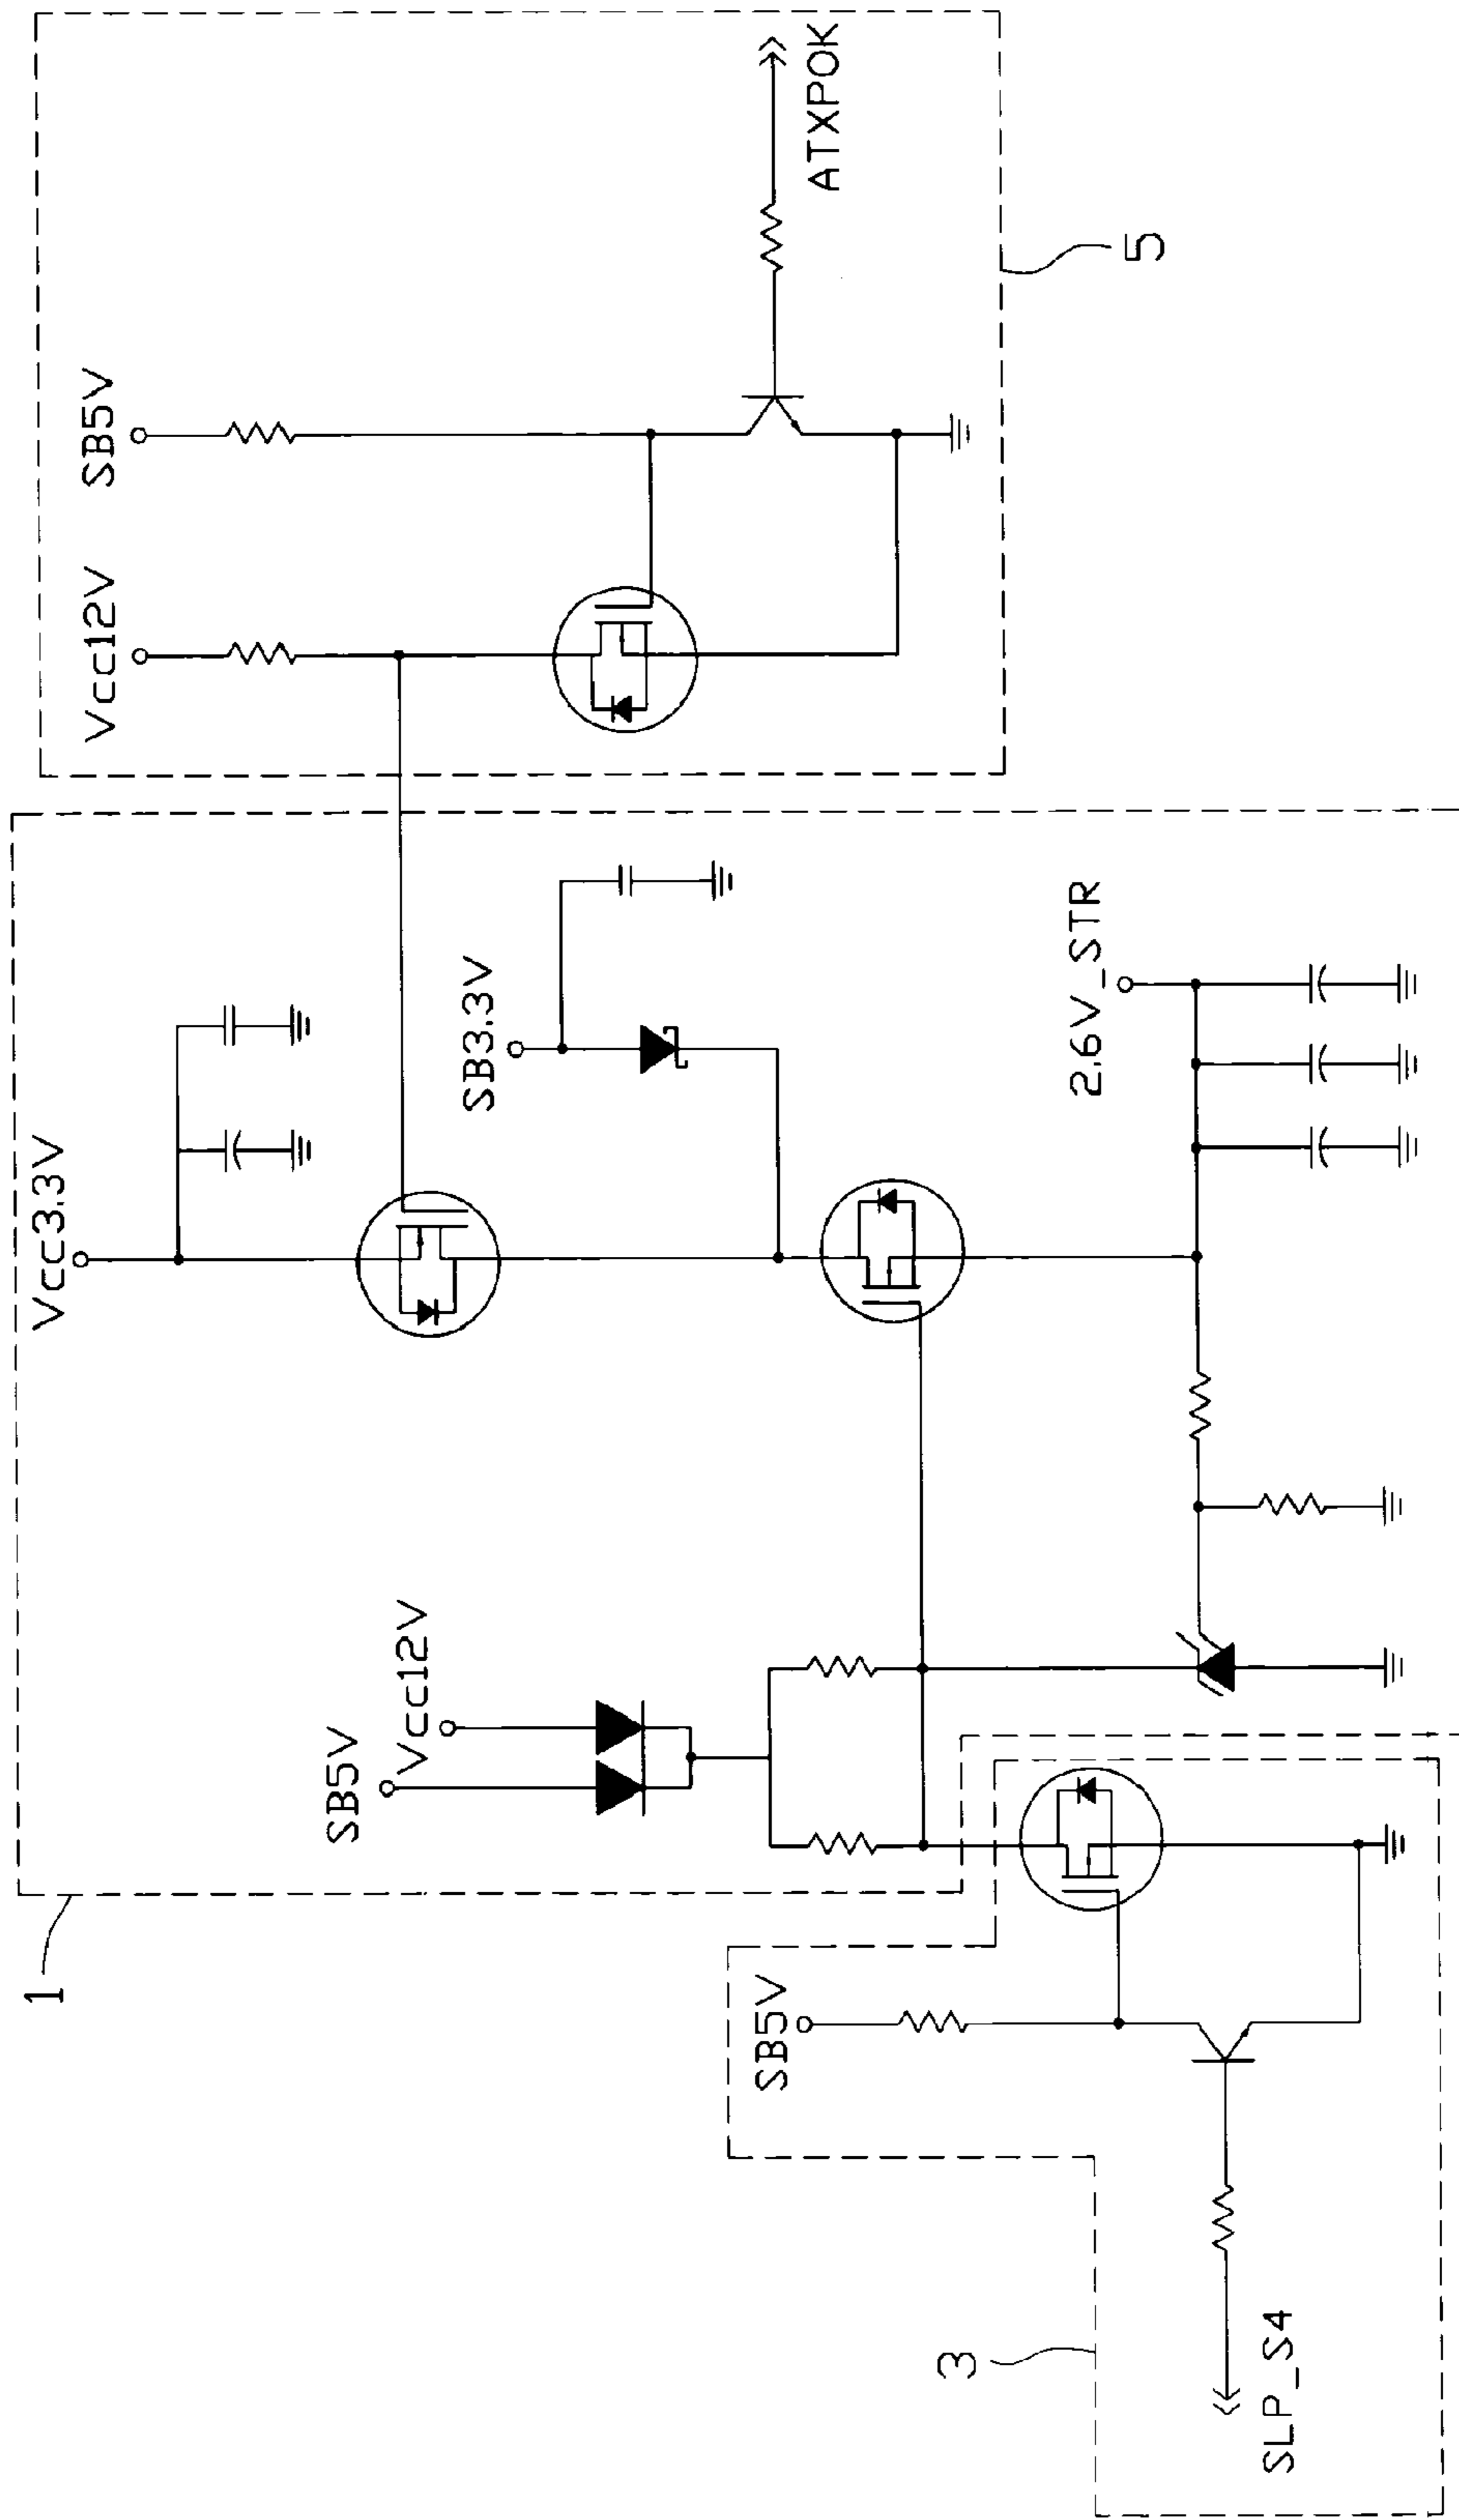 1
Vcc3.3V
Vcc12V
SB5V
ATXPOK
5
SB5V
Vcc12V
SB3.3V
2.6V_STR
SB5V
3
SLP_S4